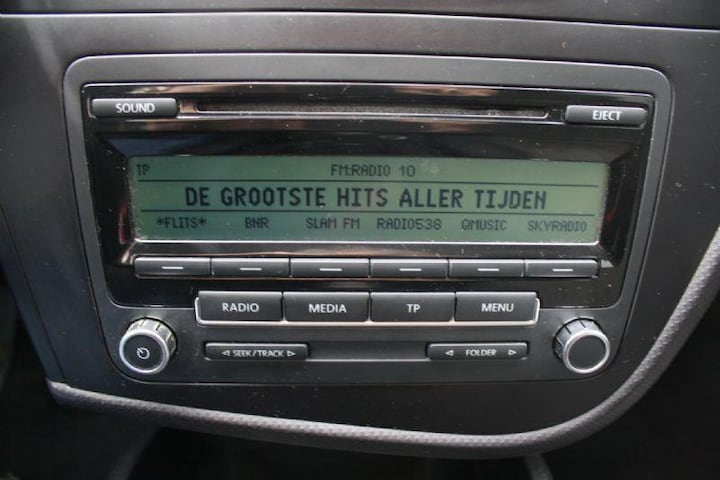 SOUND EJECT
TP FM:RADIO 10
DE GROOTSTE HITS ALLER TIJDEN
*FLITS* BNR SLAM FM RADIO538 QMUSIC SKYRADIO
RADIO MEDIA TP MENU
SEEK/TRACK FOLDER